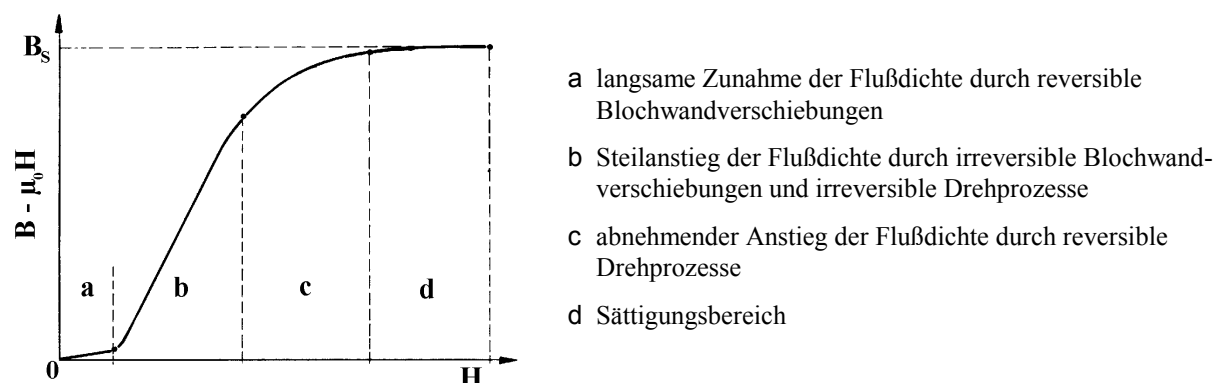 B_S
B - μ₀H
a
b
c
d
0
H
a langsame Zunahme der Flußdichte durch reversible
Blochwandverschiebungen
b Steilanstieg der Flußdichte durch irreversible Blochwand-
verschiebungen und irreversible Drehprozesse
c abnehmender Anstieg der Flußdichte durch reversible
Drehprozesse
d Sättigungsbereich